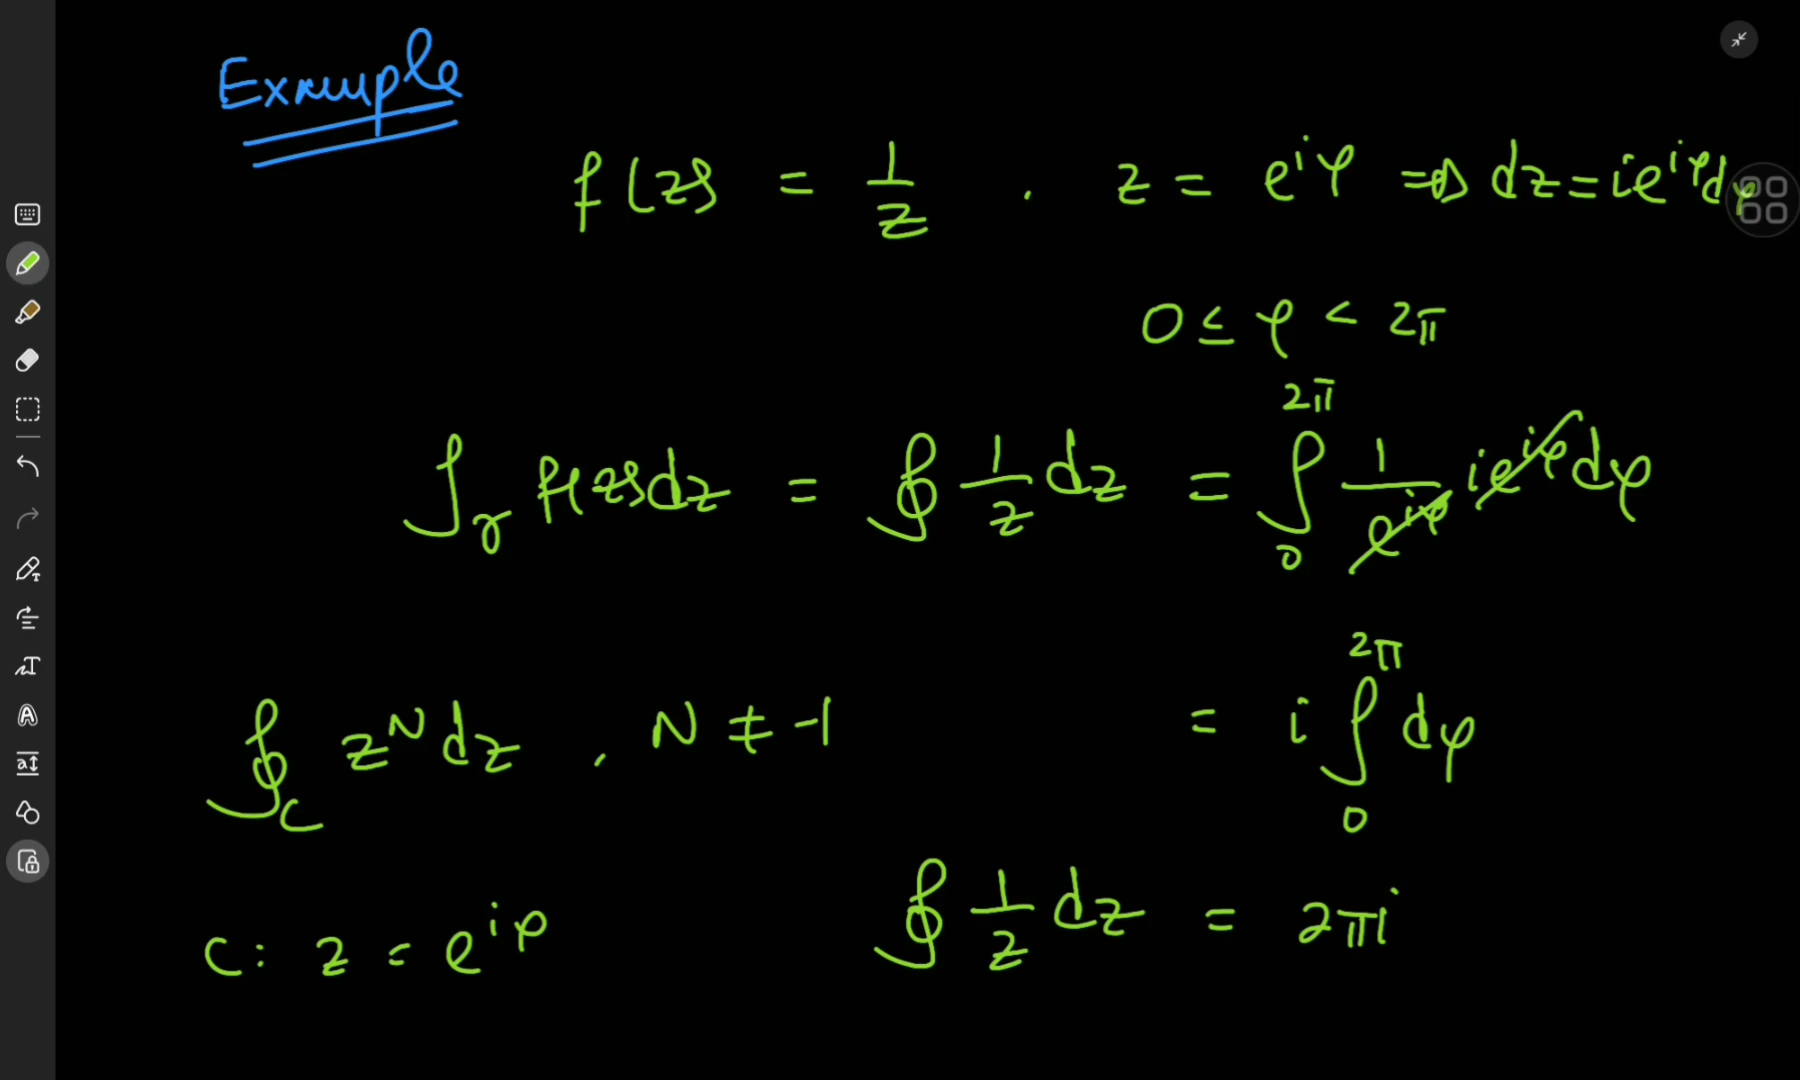 Example
f(z) = 1/z . z = e^{iφ} ⇒ dz = ie^{iφ}dφ
0 ≤ φ < 2π
∫_γ f(z)dz = ∮ 1/z dz = ∫_0^{2π} 1/e^{iφ} ie^{iφ}dφ
∮_C z^N dz , N ≠ -1
= i ∫_0^{2π} dφ
C: z = e^{iφ}
∮ 1/z dz = 2πi